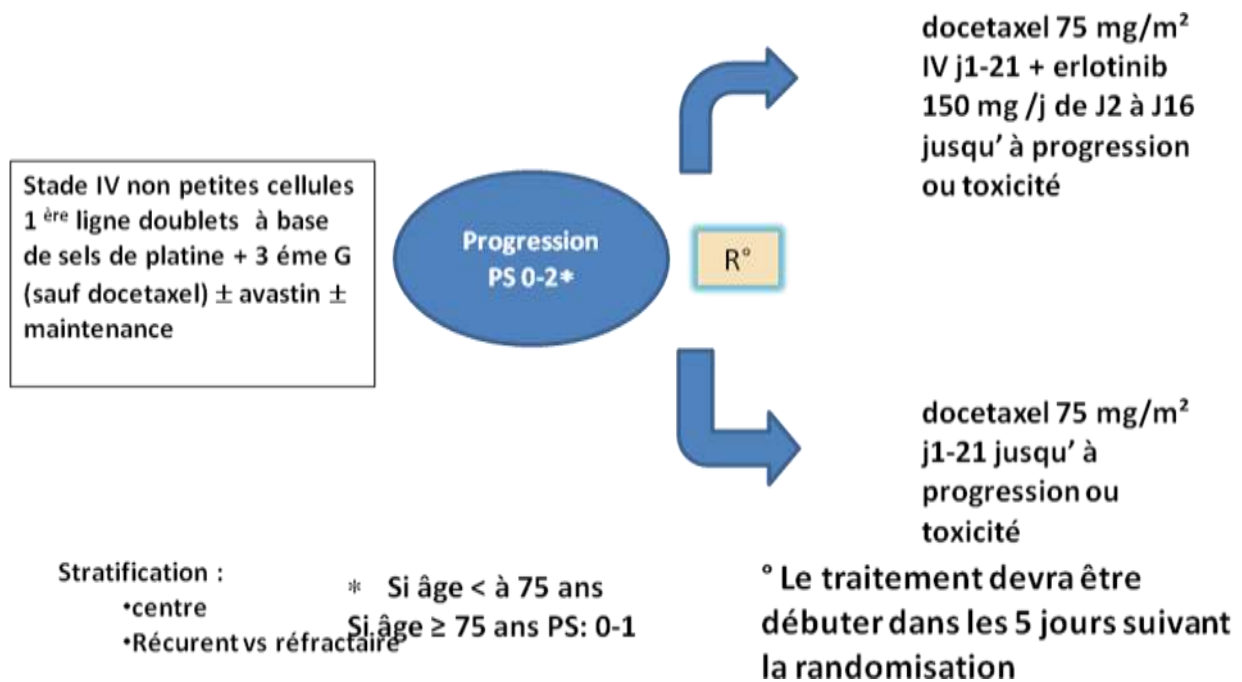 Stade IV non petites cellules
1 ère ligne doublets à base
de sels de platine + 3 éme G
(sauf docetaxel) ± avastin ±
maintenance
Progression
PS 0-2*
R°
docetaxel 75 mg/m²
IV j1-21 + erlotinib
150 mg /j de J2 à J16
jusqu' à progression
ou toxicité
docetaxel 75 mg/m²
j1-21 jusqu' à
progression ou
toxicité
Stratification :
•centre
•Récurent vs réfractaire
* Si âge < à 75 ans
Si âge ≥ 75 ans PS: 0-1
° Le traitement devra être
débuter dans les 5 jours suivant
la randomisation